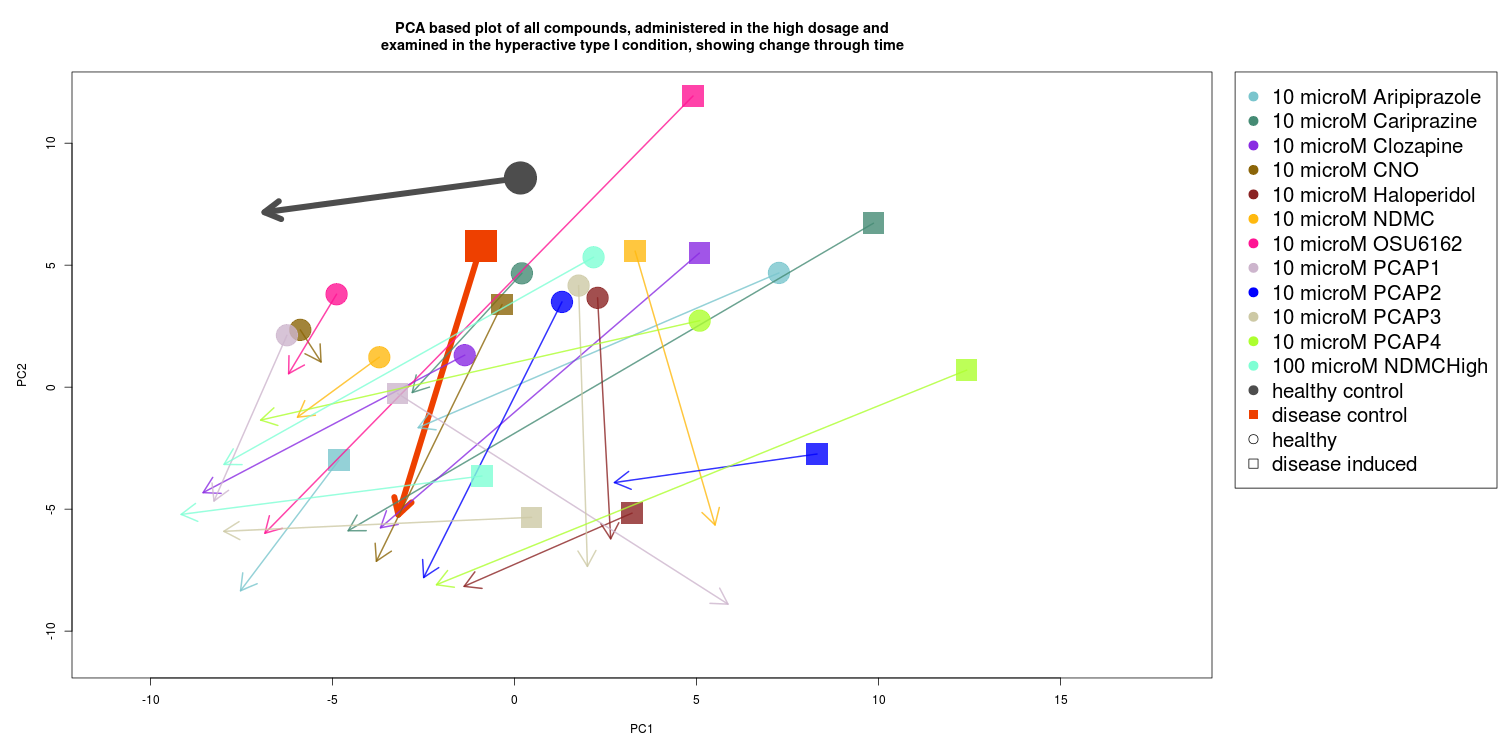 PCA based plot of all compounds, administered in the high dosage and
examined in the hyperactive type I condition, showing change through time
10 microM Aripiprazole
10 microM Cariprazine
10 microM Clozapine
10 microM CNO
10 microM Haloperidol
10 microM NDMC
10 microM OSU6162
10 microM PCAP1
10 microM PCAP2
10 microM PCAP3
10 microM PCAP4
100 microM NDMCHigh
healthy control
disease control
healthy
disease induced
PC2
10
5
0
-5
-10
-10
-5
0
5
10
15
PC1